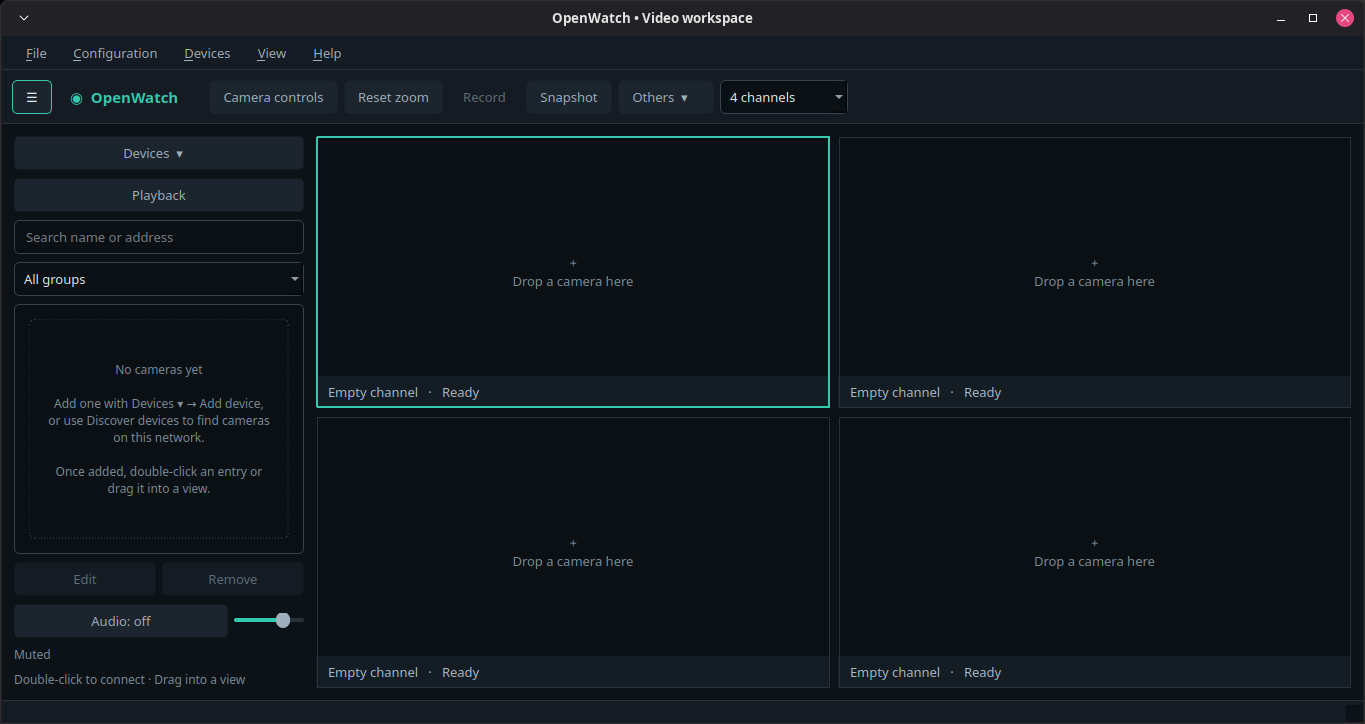 OpenWatch • Video workspace
File Configuration Devices View Help
☰ ◉ OpenWatch Camera controls Reset zoom Record Snapshot Others ▾ 4 channels
Devices ▾
Playback
Search name or address
All groups
No cameras yet
Add one with Devices ▾ → Add device,
or use Discover devices to find cameras
on this network.
Once added, double-click an entry or
drag it into a view.
Edit Remove
Audio: off
Muted
Double-click to connect · Drag into a view
+
Drop a camera here
Empty channel · Ready
+
Drop a camera here
Empty channel · Ready
+
Drop a camera here
Empty channel · Ready
+
Drop a camera here
Empty channel · Ready